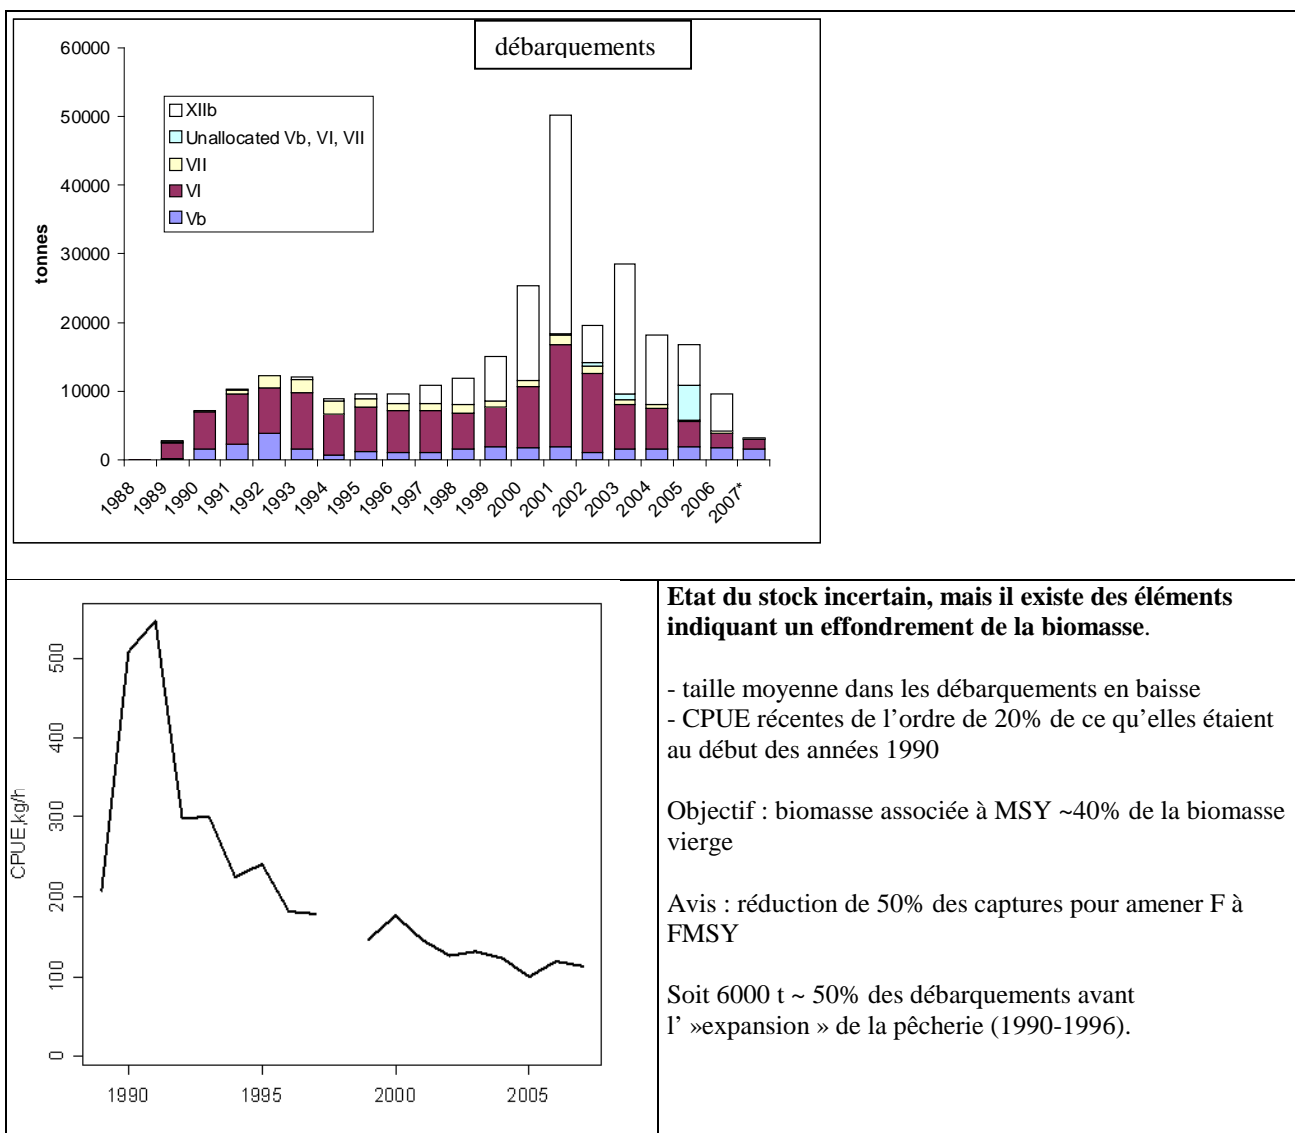 débarquements
60000
50000
40000
30000
20000
10000
0
tonnes
XIIb
Unallocated Vb, VI, VII
VII
VI
Vb
1988
1989
1990
1991
1992
1993
1994
1995
1996
1997
1998
1999
2000
2001
2002
2003
2004
2005
2006
2007*
CPUE,kg/h
500
400
300
200
100
0
1990
1995
2000
2005
Etat du stock incertain, mais il existe des éléments
indiquant un effondrement de la biomasse.
- taille moyenne dans les débarquements en baisse
- CPUE récentes de l'ordre de 20% de ce qu'elles étaient
au début des années 1990
Objectif : biomasse associée à MSY ~40% de la biomasse
vierge
Avis : réduction de 50% des captures pour amener F à
FMSY
Soit 6000 t ~ 50% des débarquements avant
l' »expansion » de la pêcherie (1990-1996).